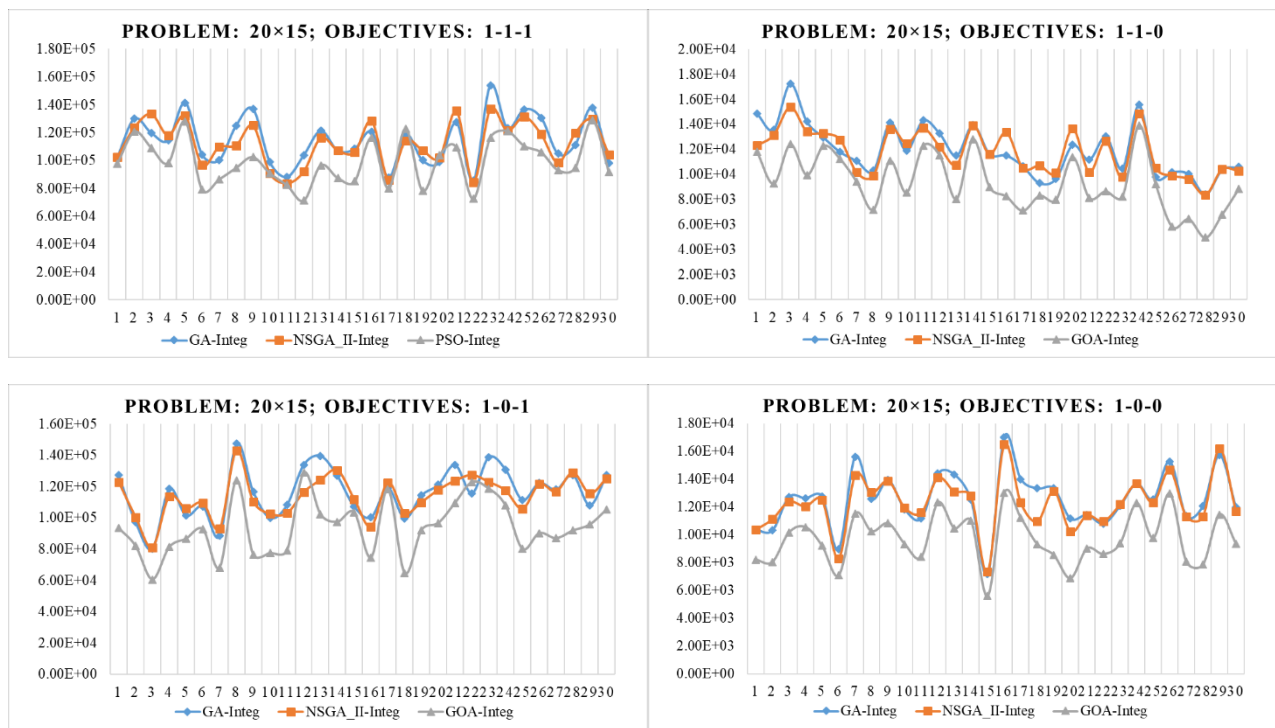 PROBLEM: 20×15; OBJECTIVES: 1-1-1
1.80E+05
1.60E+05
1.40E+05
1.20E+05
1.00E+05
8.00E+04
6.00E+04
4.00E+04
2.00E+04
0.00E+00
1 2 3 4 5 6 7 8 9 10 11 12 13 14 15 16 17 18 19 20 21 22 23 24 25 26 27 28 29 30
GA-Integ NSGA_II-Integ PSO-Integ
PROBLEM: 20×15; OBJECTIVES: 1-1-0
2.00E+04
1.80E+04
1.60E+04
1.40E+04
1.20E+04
1.00E+04
8.00E+03
6.00E+03
4.00E+03
2.00E+03
0.00E+00
1 2 3 4 5 6 7 8 9 10 11 12 13 14 15 16 17 18 19 20 21 22 23 24 25 26 27 28 29 30
GA-Integ NSGA_II-Integ GOA-Integ
PROBLEM: 20×15; OBJECTIVES: 1-0-1
1.60E+05
1.40E+05
1.20E+05
1.00E+05
8.00E+04
6.00E+04
4.00E+04
2.00E+04
0.00E+00
1 2 3 4 5 6 7 8 9 10 11 12 13 14 15 16 17 18 19 20 21 22 23 24 25 26 27 28 29 30
GA-Integ NSGA_II-Integ GOA-Integ
PROBLEM: 20×15; OBJECTIVES: 1-0-0
1.80E+04
1.60E+04
1.40E+04
1.20E+04
1.00E+04
8.00E+03
6.00E+03
4.00E+03
2.00E+03
0.00E+00
1 2 3 4 5 6 7 8 9 10 11 12 13 14 15 16 17 18 19 20 21 22 23 24 25 26 27 28 29 30
GA-Integ NSGA_II-Integ GOA-Integ